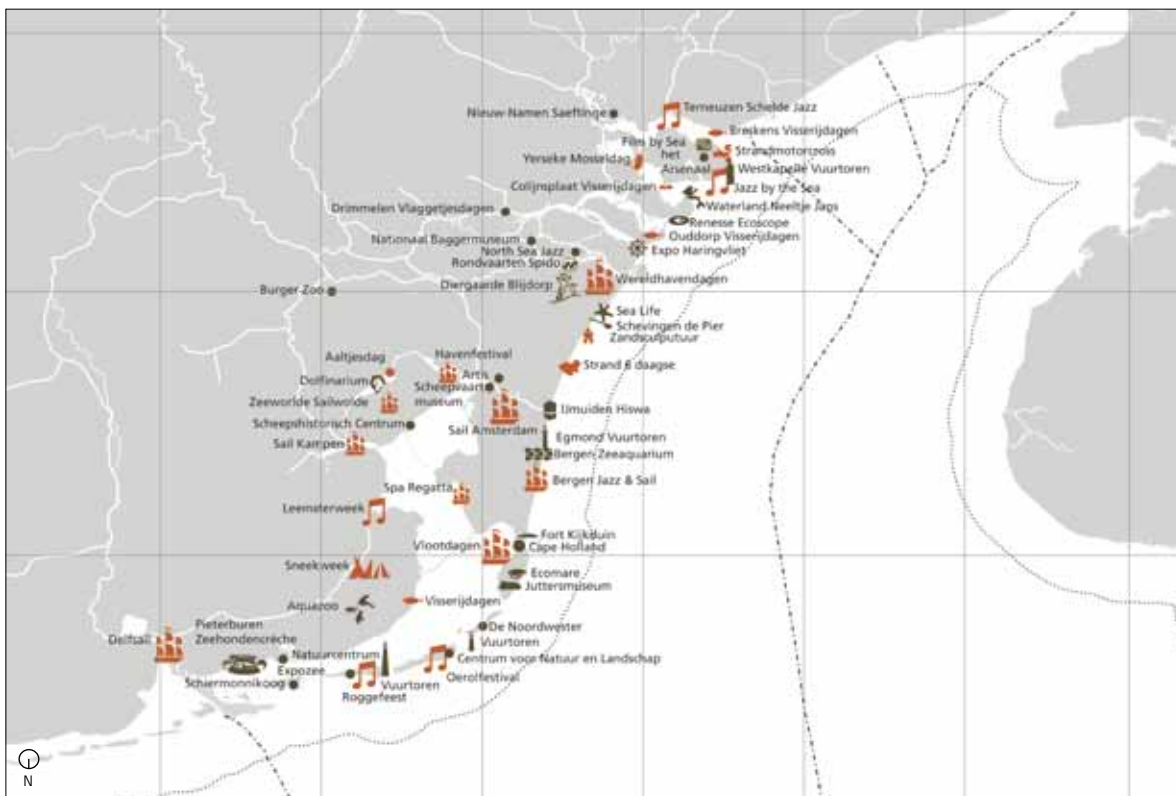 Terneuzen Schelde Jazz
Nieuw-Namen Saeftinge
Breskens Visserijdagen
Film by Sea
het
Arsenaal
Strandmotorcross
Yerseke Mosseldag
Westkapelle Vuurtoren
Colijnsplaat Visserijdagen
Jazz by the Sea
Waterland Neeltje Jans
Drimmelen Vlaggetjesdagen
Renesse Ecoscope
Ouddorp Visserijdagen
Nationaal Baggermuseum
North Sea Jazz
Expo Haringvliet
Rondvaarten Spido
Diergaarde Blijdorp
Wereldhavendagen
Burger Zoo
Sea Life
Schevingen de Pier
Zandsculptuur
Havenfestival
Strand 6 daagse
Aaltjesdag
Artis
Dolfinarium
Scheepvaart
museum
Zeeworlde Sailwolde
IJmuiden Hiswa
Scheepshistorisch Centrum
Sail Amsterdam
Egmond Vuurtoren
Sail Kampen
Bergen Zeeaquarium
Spa Regatta
Bergen Jazz & Sail
Leemsterweek
Fort Kijkduin
Vlootdagen
Cape Holland
Sneekweek
Ecomare
Juttersmuseum
Aquazoo
Visserijdagen
Pieterburen
Zeehondencrèche
De Noordwester
Delfsail
Vuurtoren
Natuurcentrum
Centrum voor Natuur en Landschap
Expozee
Oerolfestival
Schiermonnikoog
Vuurtoren
Roggefeest
N